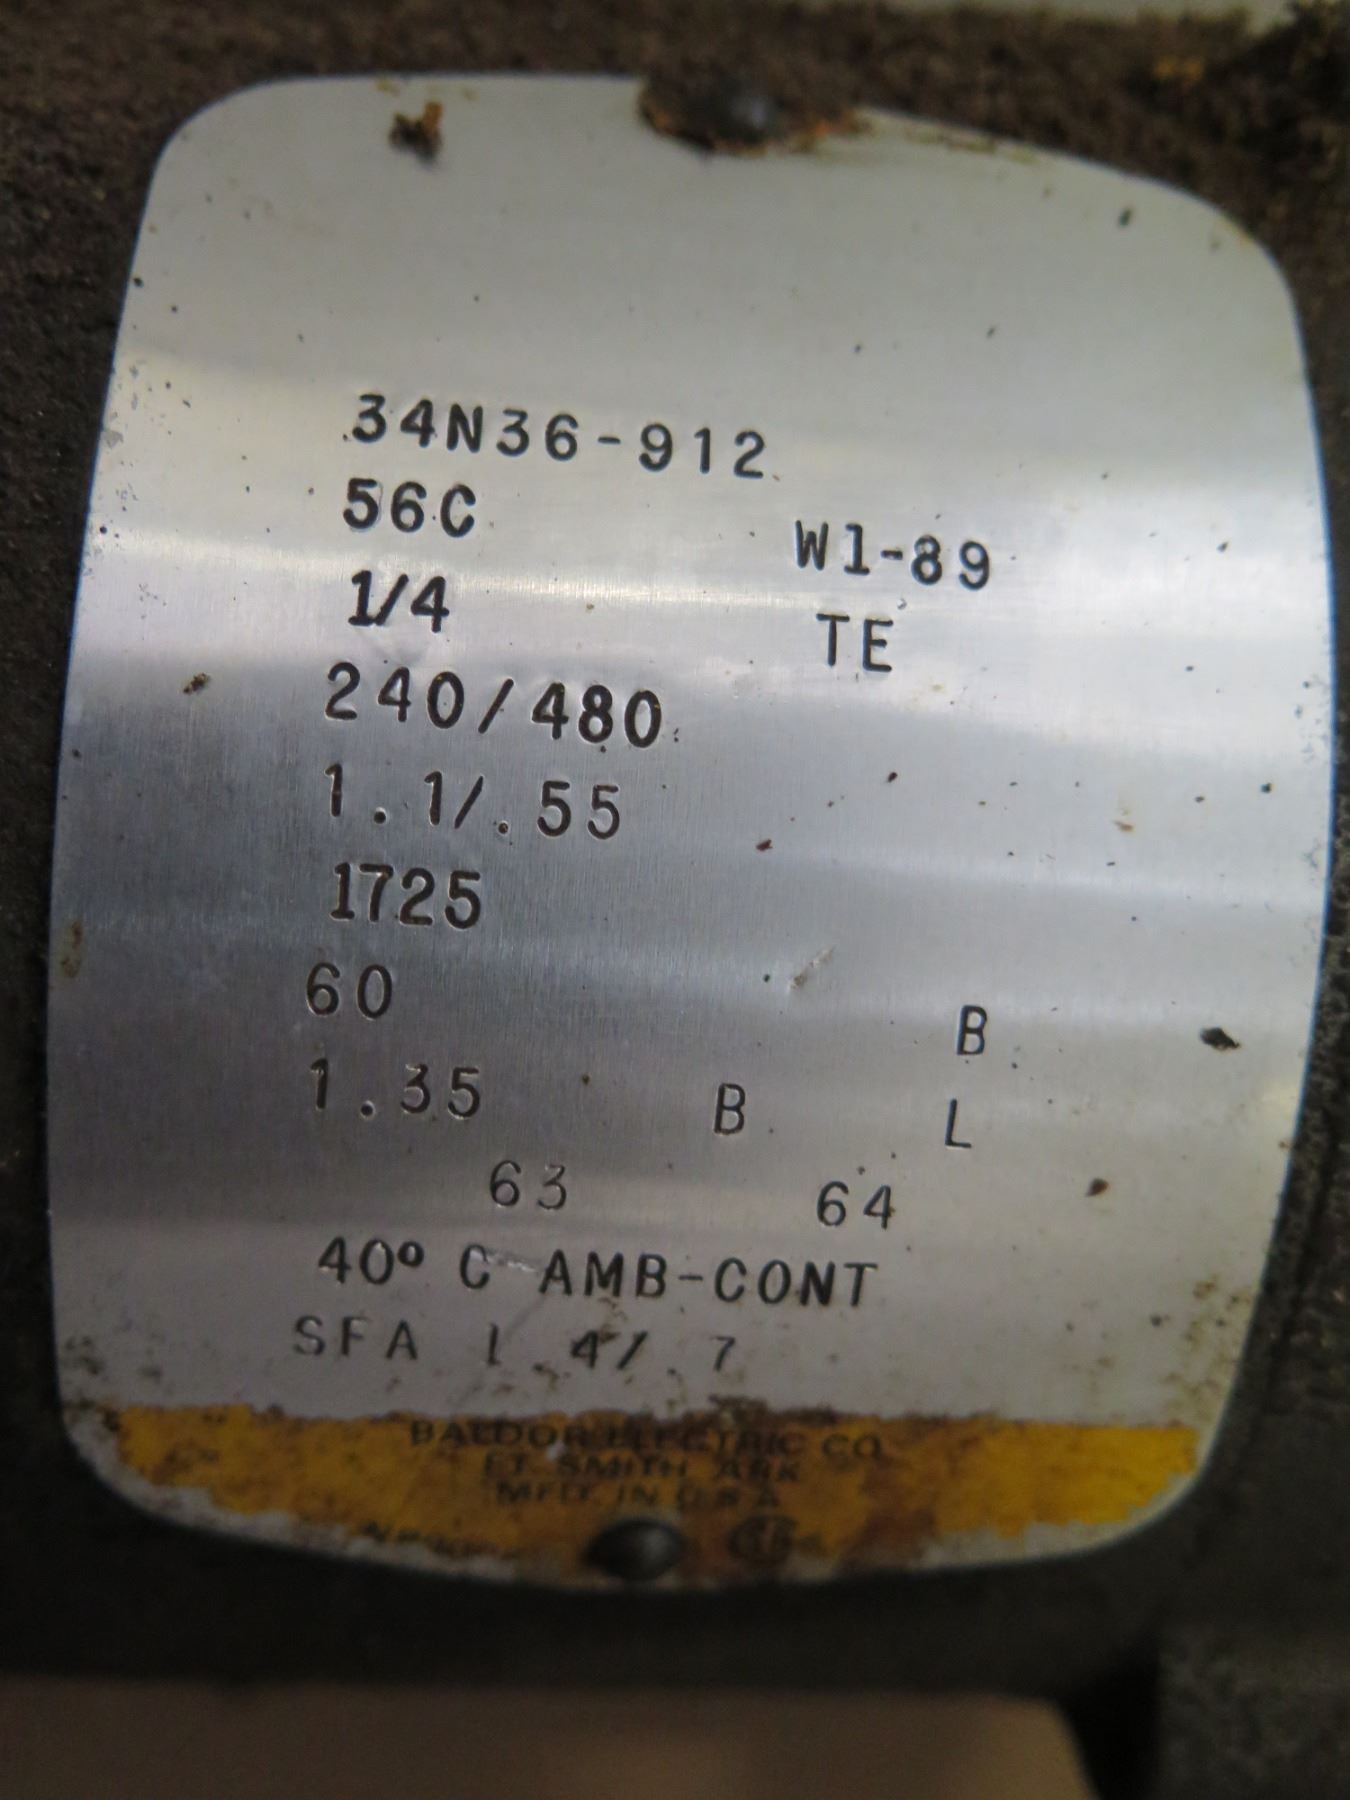 34N36-912
56C W1-89
1/4 TE
240/480
1.1/.55
1725
60 B
1.35 B L
63 64
40° C AMB-CONT
SFA 1.4/.7
BALDOR ELECTRIC CO.
FT. SMITH ARK
MFD. IN U.S.A